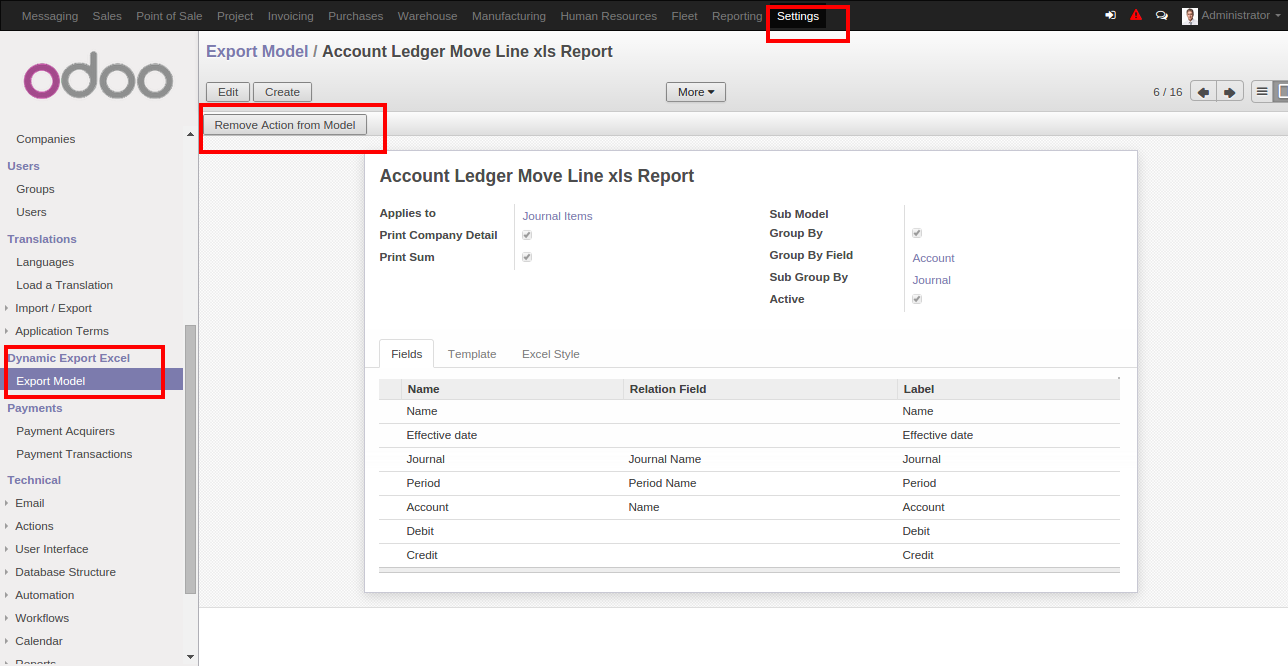 Messaging Sales Point of Sale Project Invoicing Purchases Warehouse Manufacturing Human Resources Fleet Reporting Settings Administrator
odoo
Companies
Users
Groups
Users
Translations
Languages
Load a Translation
Import / Export
Application Terms
Dynamic Export Excel
Export Model
Payments
Payment Acquirers
Payment Transactions
Technical
Email
Actions
User Interface
Database Structure
Automation
Workflows
Calendar
Reports
Export Model / Account Ledger Move Line xls Report
Edit Create More 6 / 16
Remove Action from Model
Account Ledger Move Line xls Report
Applies to Journal Items
Print Company Detail
Print Sum
Sub Model
Group By
Group By Field Account
Sub Group By Journal
Active
Fields Template Excel Style
Name Relation Field Label
Name Name
Effective date Effective date
Journal Journal Name Journal
Period Period Name Period
Account Name Account
Debit Debit
Credit Credit